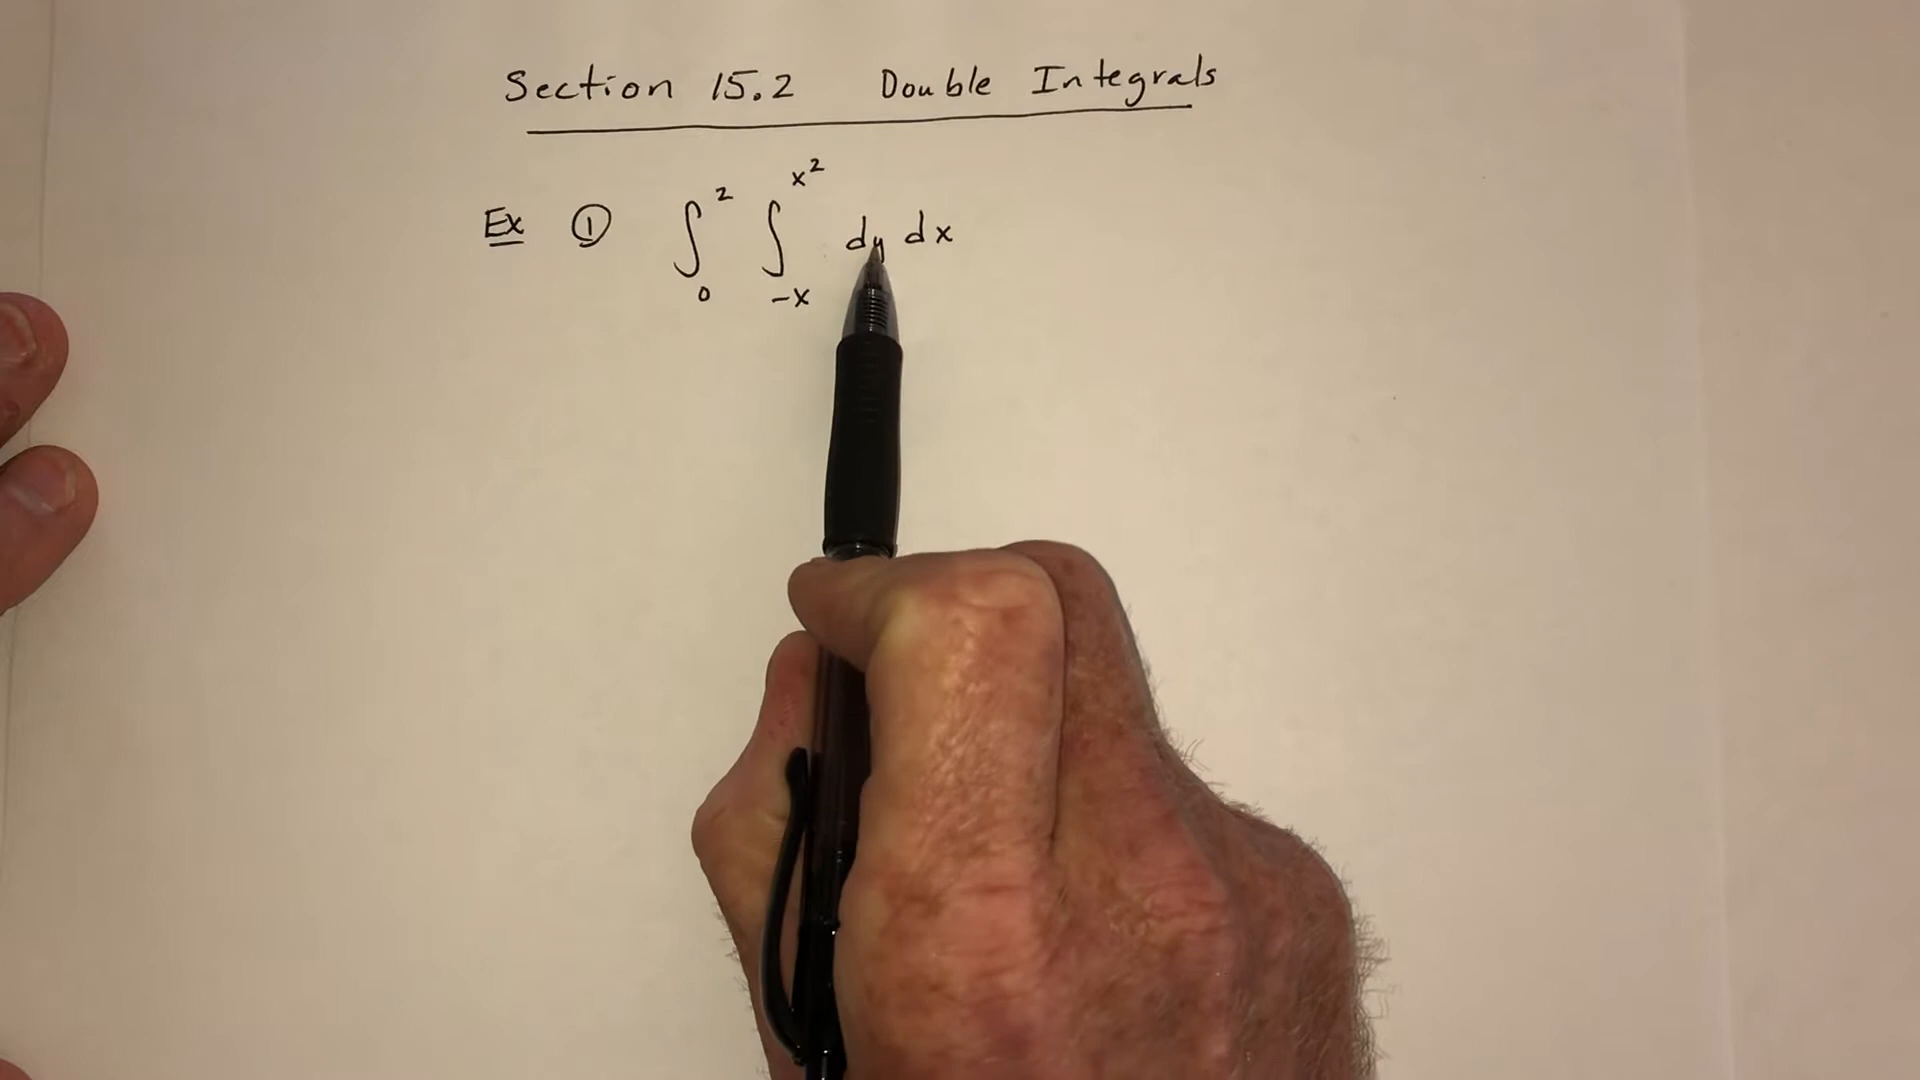 Section 15.2 Double Integrals
Ex ① ∫₀² ∫₋ₓ^x² dy dx